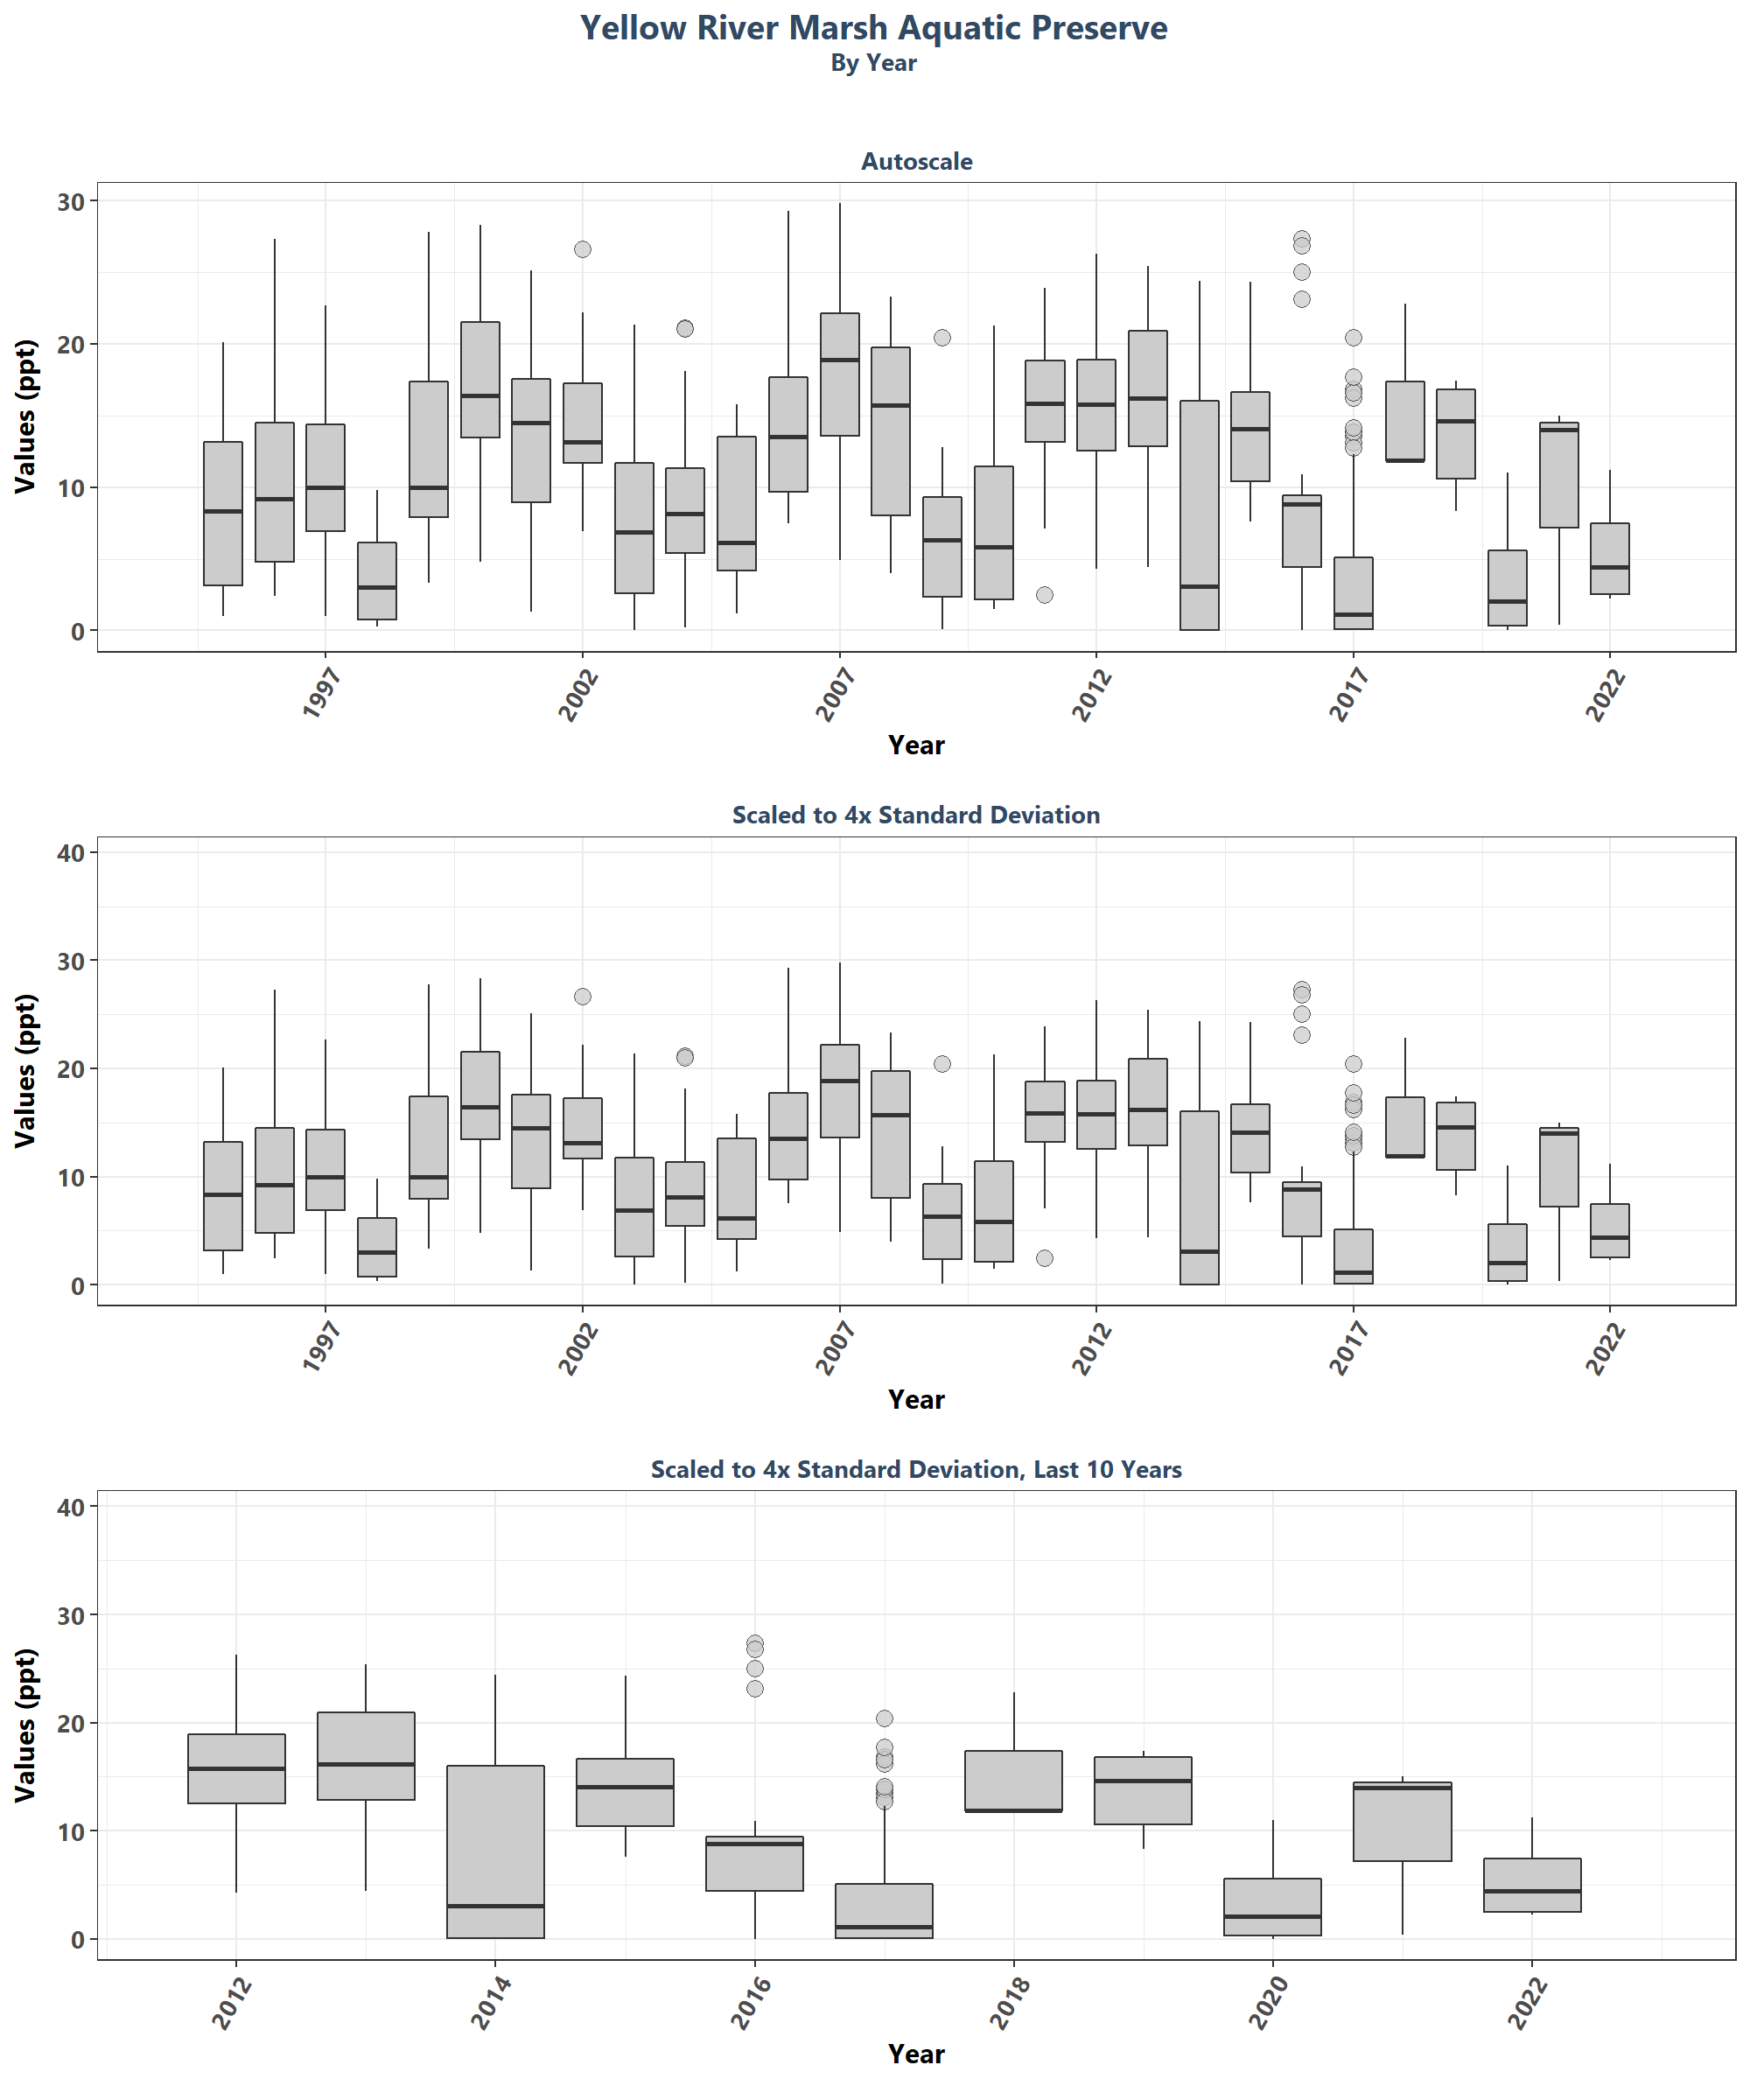 Yellow River Marsh Aquatic Preserve
By Year
Autoscale
Values (ppt)
30
20
10
0
1997
2002
2007
2012
2017
2022
Year
Scaled to 4x Standard Deviation
Values (ppt)
40
30
20
10
0
1997
2002
2007
2012
2017
2022
Year
Scaled to 4x Standard Deviation, Last 10 Years
Values (ppt)
40
30
20
10
0
2012
2014
2016
2018
2020
2022
Year